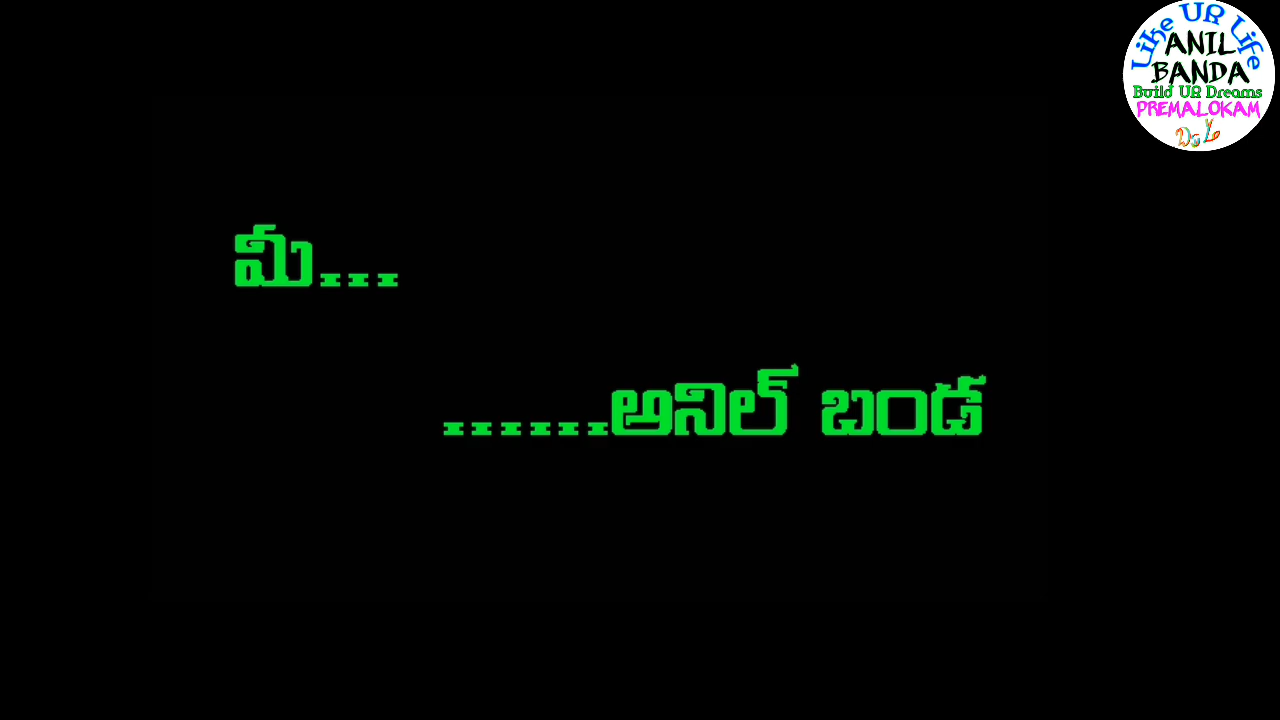 Like UR Life
ANIL
BANDA
Build UR Dreams
PREMALOKAM
మీ...
......అనిల్ బండ